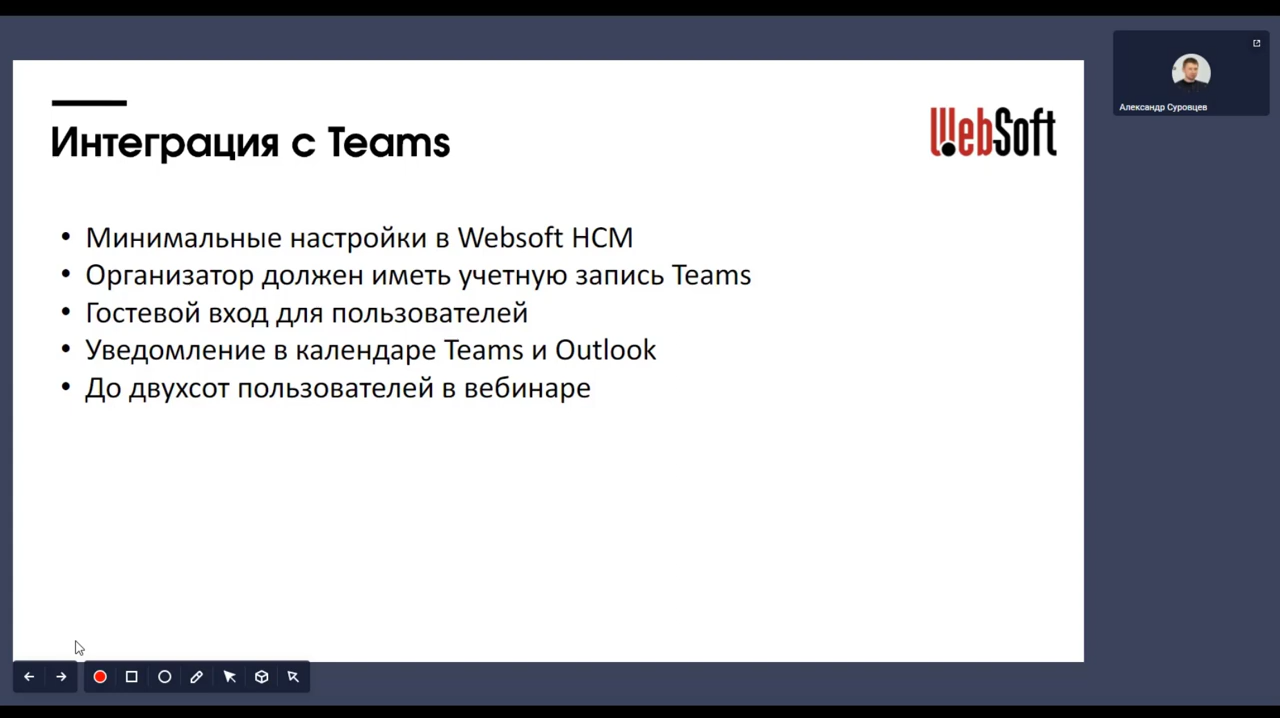 Александр Суровцев
Интеграция с Teams
WebSoft
• Минимальные настройки в Websoft HCM
• Организатор должен иметь учетную запись Teams
• Гостевой вход для пользователей
• Уведомление в календаре Teams и Outlook
• До двухсот пользователей в вебинаре